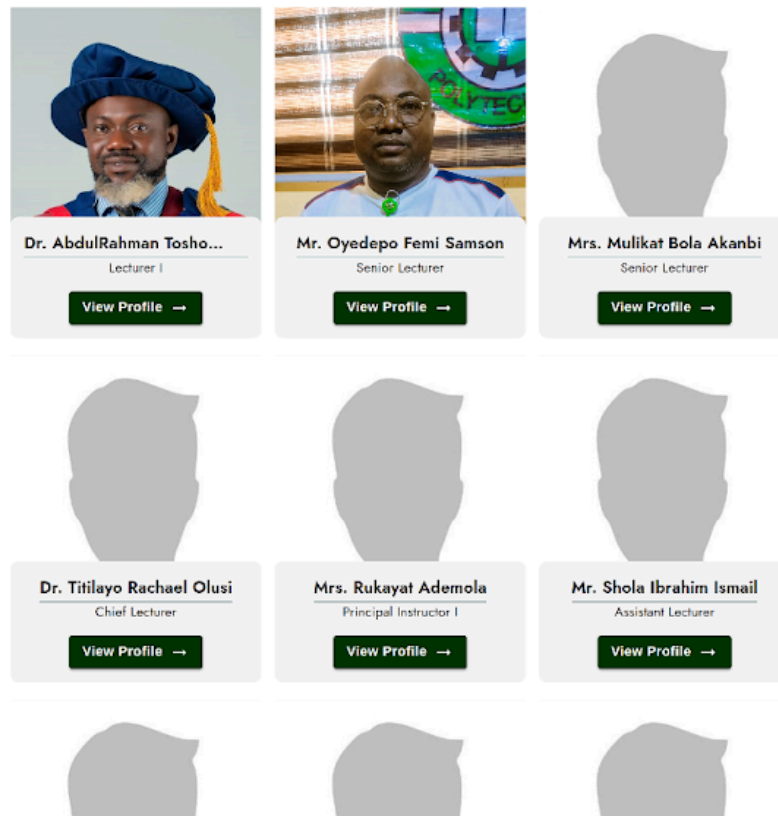 POLYTEC
Dr. AbdulRahman Tosho...
Lecturer I
View Profile →
Mr. Oyedepo Femi Samson
Senior Lecturer
View Profile →
Mrs. Mulikat Bola Akanbi
Senior Lecturer
View Profile →
Dr. Titilayo Rachael Olusi
Chief Lecturer
View Profile →
Mrs. Rukayat Ademola
Principal Instructor I
View Profile →
Mr. Shola Ibrahim Ismail
Assistant Lecturer
View Profile →